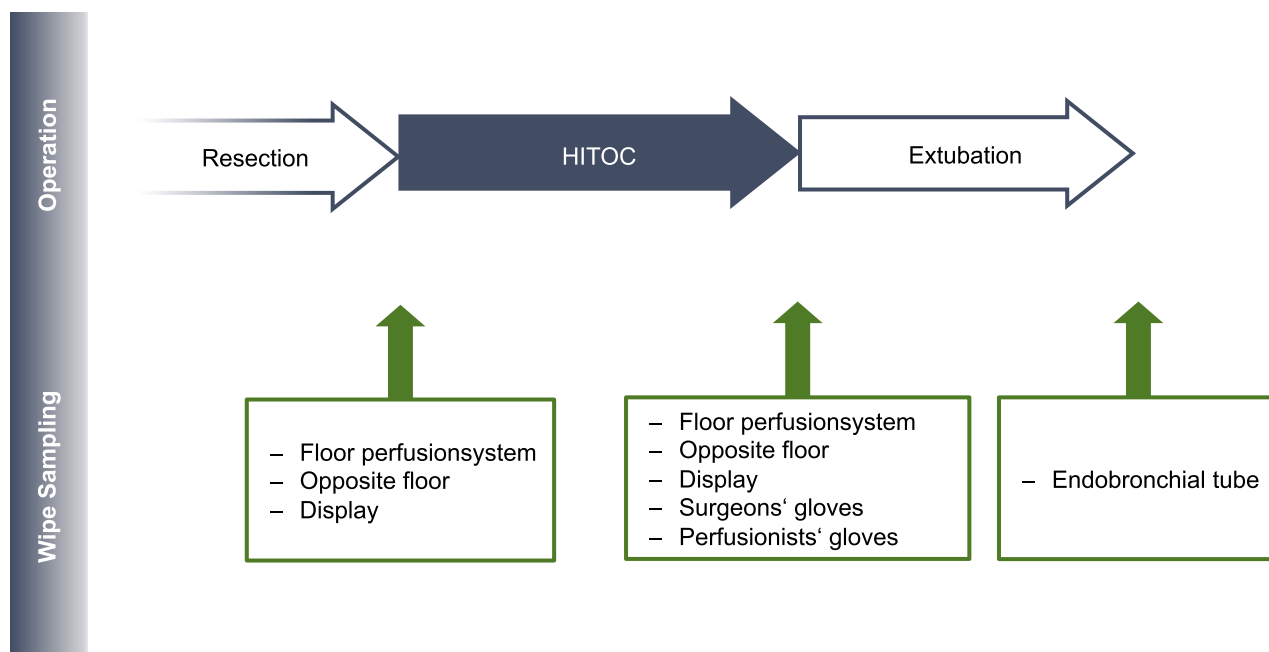 Operation
Resection
HITOC
Extubation
Wipe Sampling
– Floor perfusionsystem
– Opposite floor
– Display
– Floor perfusionsystem
– Opposite floor
– Display
– Surgeons‘ gloves
– Perfusionists‘ gloves
– Endobronchial tube